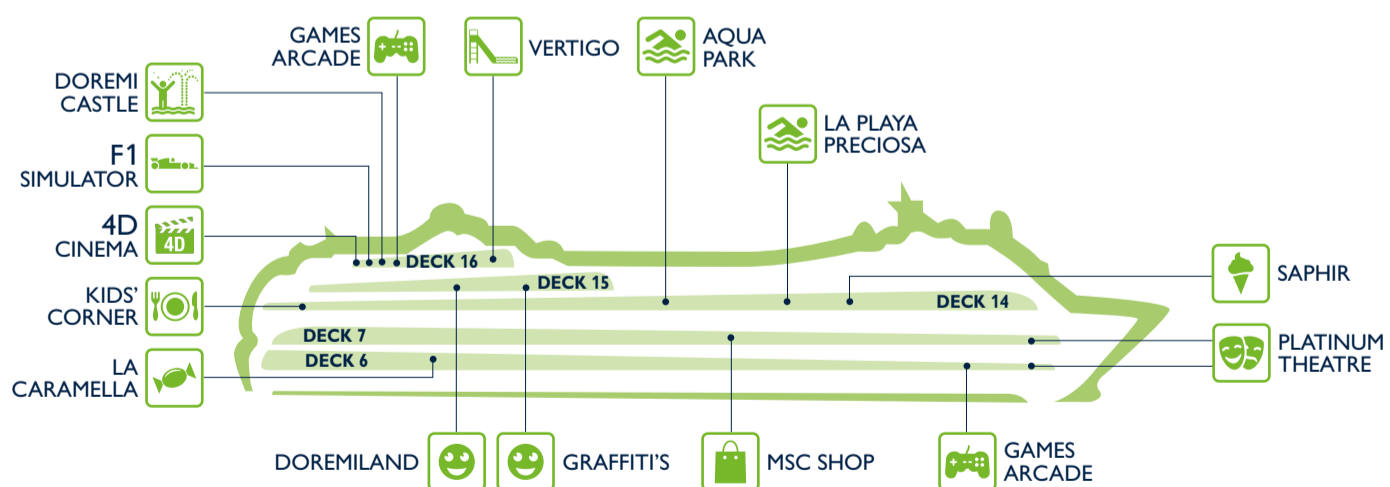 GAMES
ARCADE
VERTIGO
AQUA
PARK
DOREMI
CASTLE
LA PLAYA
PRECIOSA
F1
SIMULATOR
4D
CINEMA
4D
DECK 16
SAPHIR
DECK 15
KIDS'
CORNER
DECK 14
DECK 7
PLATINUM
THEATRE
DECK 6
LA
CARAMELLA
DOREMILAND
GRAFFITI'S
MSC SHOP
GAMES
ARCADE